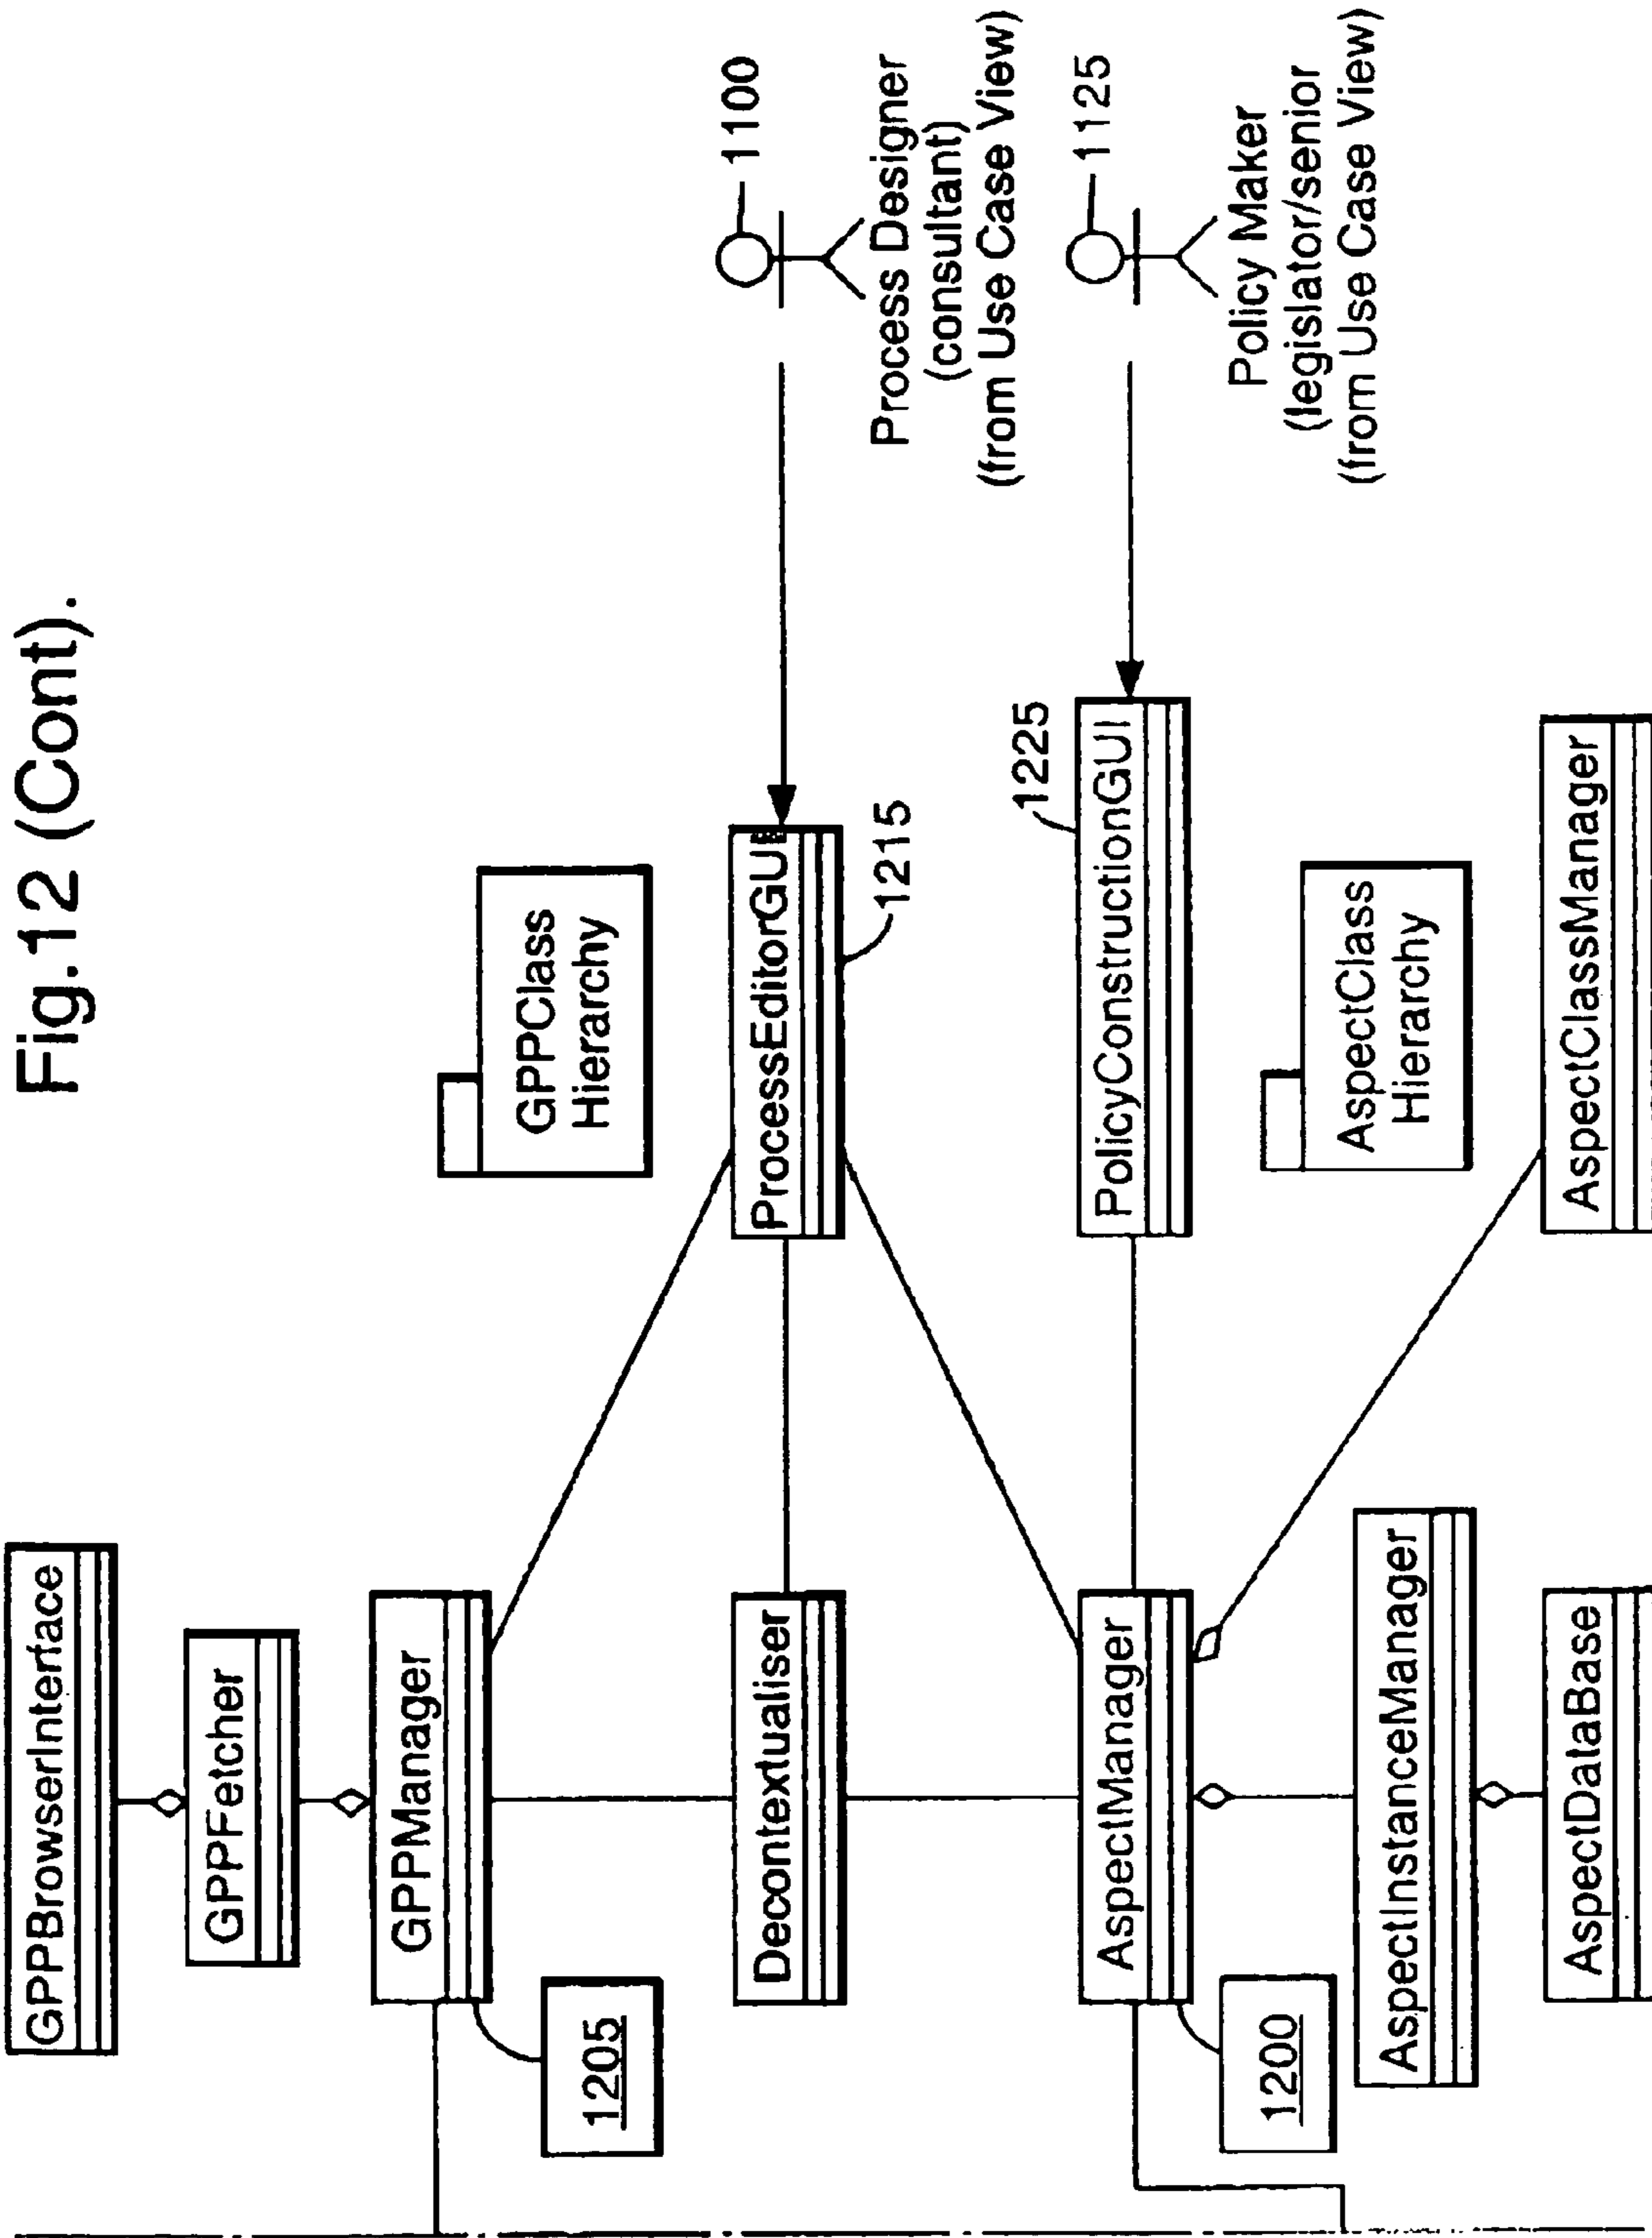 Fig.12 (Cont).
GPPBrowserInterface
GPPFetcher
GPPManager
1205
GPPClass
Hierarchy
Decontextualiser
ProcessEditorGUI
1215
1100
Process Designer
(consultant)
(from Use Case View)
AspectManager
1200
PolicyConstructionGUI
1225
1125
Policy Maker
(legislator/senior
(from Use Case View)
AspectClass
Hierarchy
AspectInstanceManager
AspectDataBase
AspectClassManager